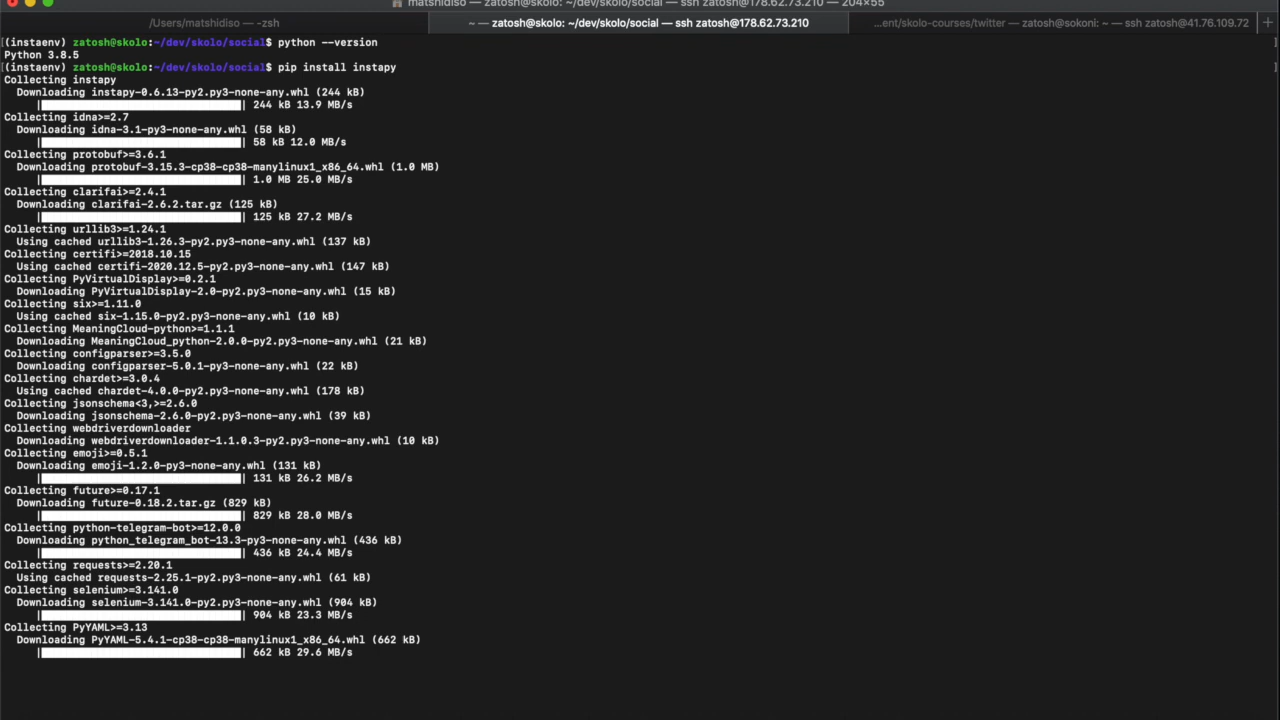 matshidiso — zatosh@skolo: ~/dev/skolo/social — ssh zatosh@178.62.73.210 — 204×55
/Users/matshidiso — -zsh
~ — zatosh@skolo: ~/dev/skolo/social — ssh zatosh@178.62.73.210
...ent/skolo-courses/twitter — zatosh@sokoni: ~ — ssh zatosh@41.76.109.72
+
[(instaenv) zatosh@skolo:~/dev/skolo/social$ python --version ]
Python 3.8.5
[(instaenv) zatosh@skolo:~/dev/skolo/social$ pip install instapy ]
Collecting instapy
Downloading instapy-0.6.13-py2.py3-none-any.whl (244 kB)
|████████████████████████████████| 244 kB 13.9 MB/s
Collecting idna>=2.7
Downloading idna-3.1-py3-none-any.whl (58 kB)
|████████████████████████████████| 58 kB 12.0 MB/s
Collecting protobuf>=3.6.1
Downloading protobuf-3.15.3-cp38-cp38-manylinux1_x86_64.whl (1.0 MB)
|████████████████████████████████| 1.0 MB 25.0 MB/s
Collecting clarifai>=2.4.1
Downloading clarifai-2.6.2.tar.gz (125 kB)
|████████████████████████████████| 125 kB 27.2 MB/s
Collecting urllib3>=1.24.1
Using cached urllib3-1.26.3-py2.py3-none-any.whl (137 kB)
Collecting certifi>=2018.10.15
Using cached certifi-2020.12.5-py2.py3-none-any.whl (147 kB)
Collecting PyVirtualDisplay>=0.2.1
Downloading PyVirtualDisplay-2.0-py2.py3-none-any.whl (15 kB)
Collecting six>=1.11.0
Using cached six-1.15.0-py2.py3-none-any.whl (10 kB)
Collecting MeaningCloud-python>=1.1.1
Downloading MeaningCloud_python-2.0.0-py2.py3-none-any.whl (21 kB)
Collecting configparser>=3.5.0
Downloading configparser-5.0.1-py3-none-any.whl (22 kB)
Collecting chardet>=3.0.4
Using cached chardet-4.0.0-py2.py3-none-any.whl (178 kB)
Collecting jsonschema<3,>=2.6.0
Downloading jsonschema-2.6.0-py2.py3-none-any.whl (39 kB)
Collecting webdriverdownloader
Downloading webdriverdownloader-1.1.0.3-py2.py3-none-any.whl (10 kB)
Collecting emoji>=0.5.1
Downloading emoji-1.2.0-py3-none-any.whl (131 kB)
|████████████████████████████████| 131 kB 26.2 MB/s
Collecting future>=0.17.1
Downloading future-0.18.2.tar.gz (829 kB)
|████████████████████████████████| 829 kB 28.0 MB/s
Collecting python-telegram-bot>=12.0.0
Downloading python_telegram_bot-13.3-py3-none-any.whl (436 kB)
|████████████████████████████████| 436 kB 24.4 MB/s
Collecting requests>=2.20.1
Using cached requests-2.25.1-py2.py3-none-any.whl (61 kB)
Collecting selenium>=3.141.0
Downloading selenium-3.141.0-py2.py3-none-any.whl (904 kB)
|████████████████████████████████| 904 kB 23.3 MB/s
Collecting PyYAML>=3.13
Downloading PyYAML-5.4.1-cp38-cp38-manylinux1_x86_64.whl (662 kB)
|████████████████████████████████| 662 kB 29.6 MB/s